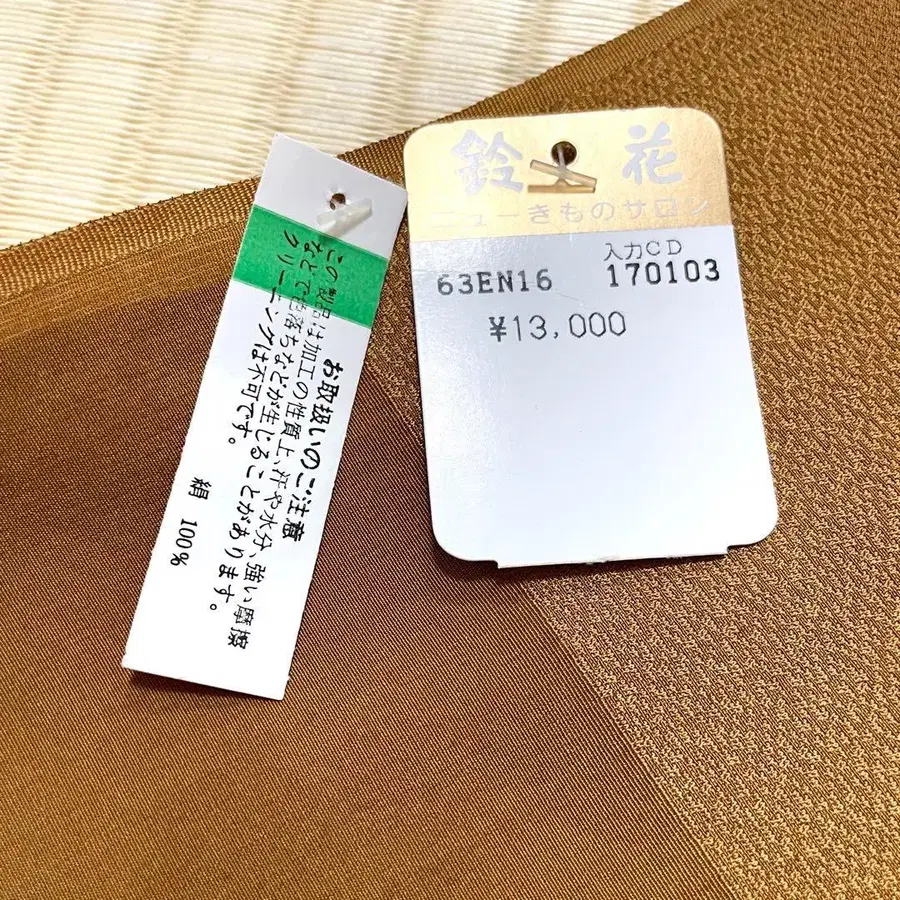 お取扱いのご注意
この製品は加工の性質上、汗や水分、強い摩擦
などで色落ちなどが生じることがあります。
クリーニングは不可です。
絹 100%
鈴花
ニューきものサロン
入力CD
63EN16 170103
¥13,000